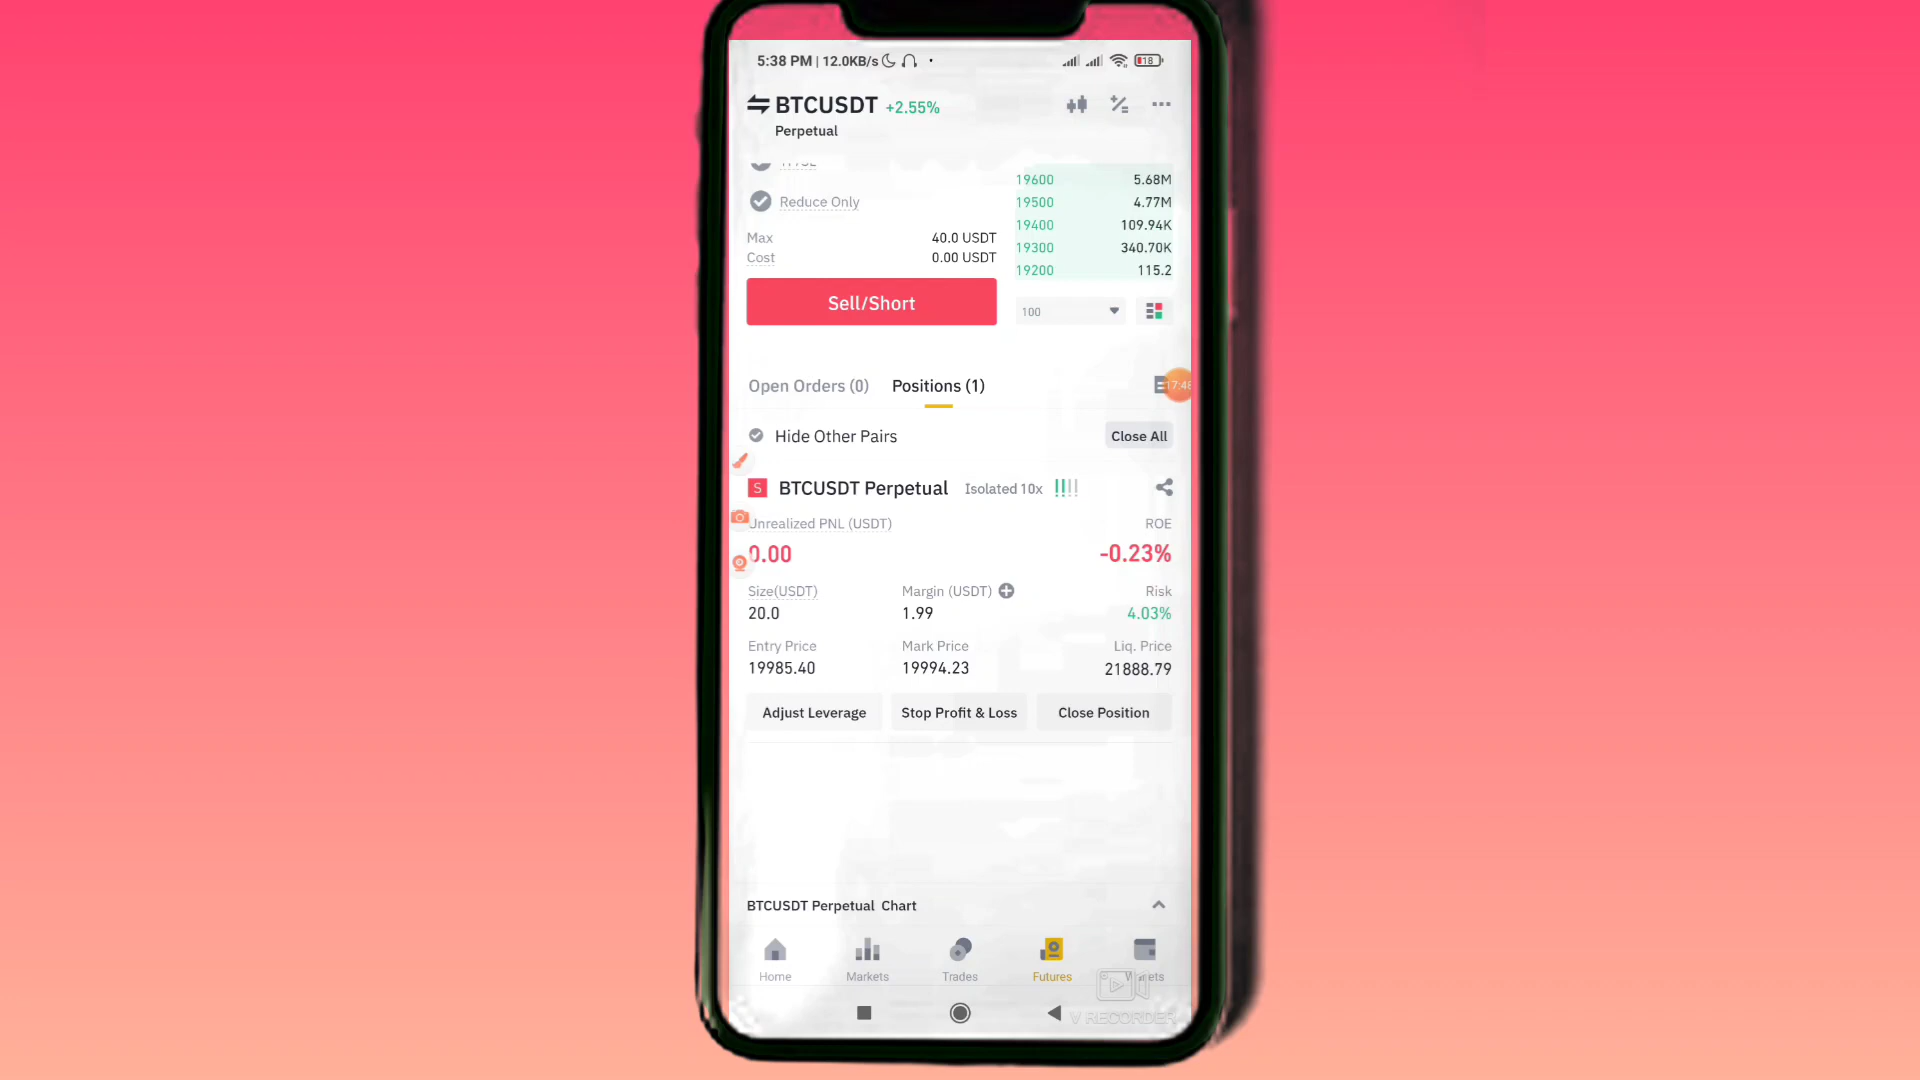 5:38 PM | 12.0KB/s
18
BTCUSDT +2.55%
Perpetual
19600 5.68M
Reduce Only
19500 4.77M
19400 109.94K
Max 40.0 USDT
19300 340.70K
Cost 0.00 USDT
19200 115.2
Sell/Short
100
Open Orders (0) Positions (1)
17:48
Hide Other Pairs Close All
S BTCUSDT Perpetual Isolated 10x
Unrealized PNL (USDT) ROE
0.00 -0.23%
Size(USDT) Margin (USDT) Risk
20.0 1.99 4.03%
Entry Price Mark Price Liq. Price
19985.40 19994.23 21888.79
Adjust Leverage Stop Profit & Loss Close Position
BTCUSDT Perpetual Chart
Home Markets Trades Futures
V RECORDER